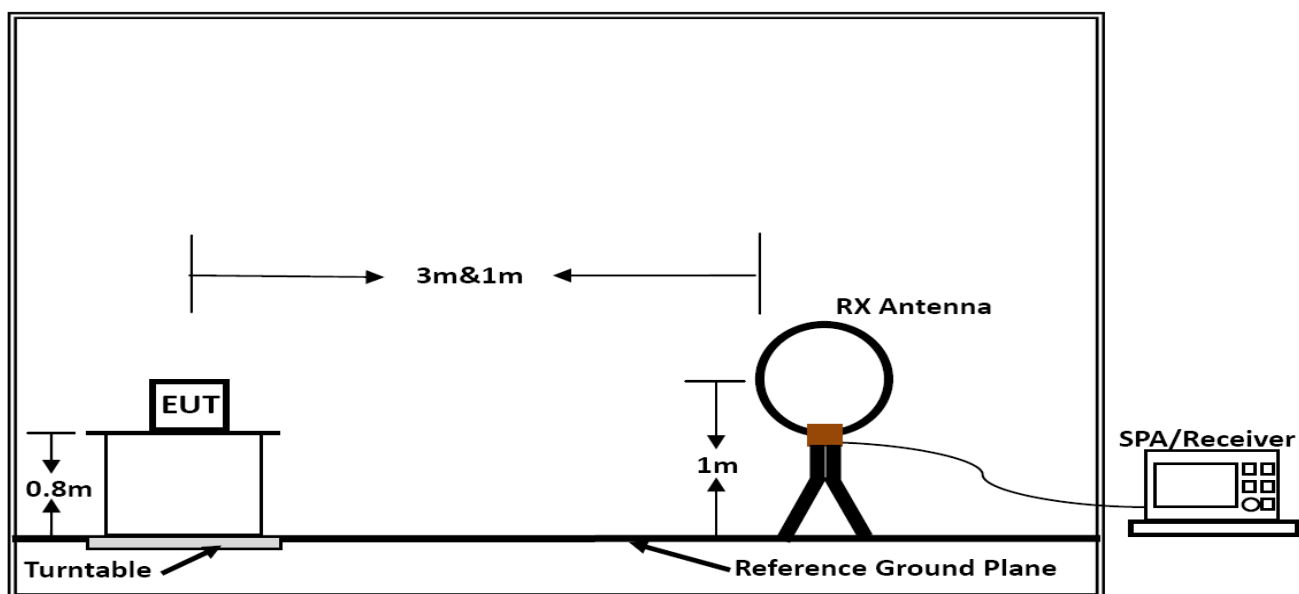 3m&1m
RX Antenna
EUT
SPA/Receiver
1m
0.8m
Turntable
Reference Ground Plane